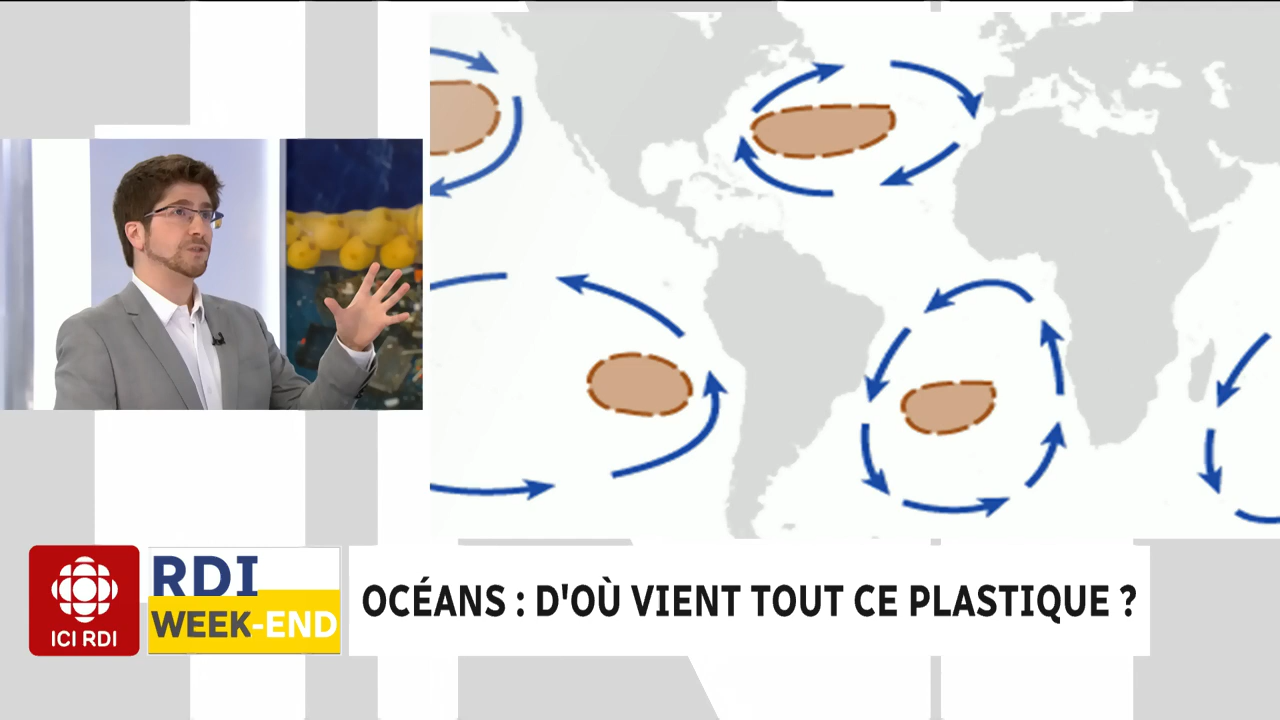 ICI RDI
RDI
WEEK-END
OCÉANS : D'OÙ VIENT TOUT CE PLASTIQUE ?